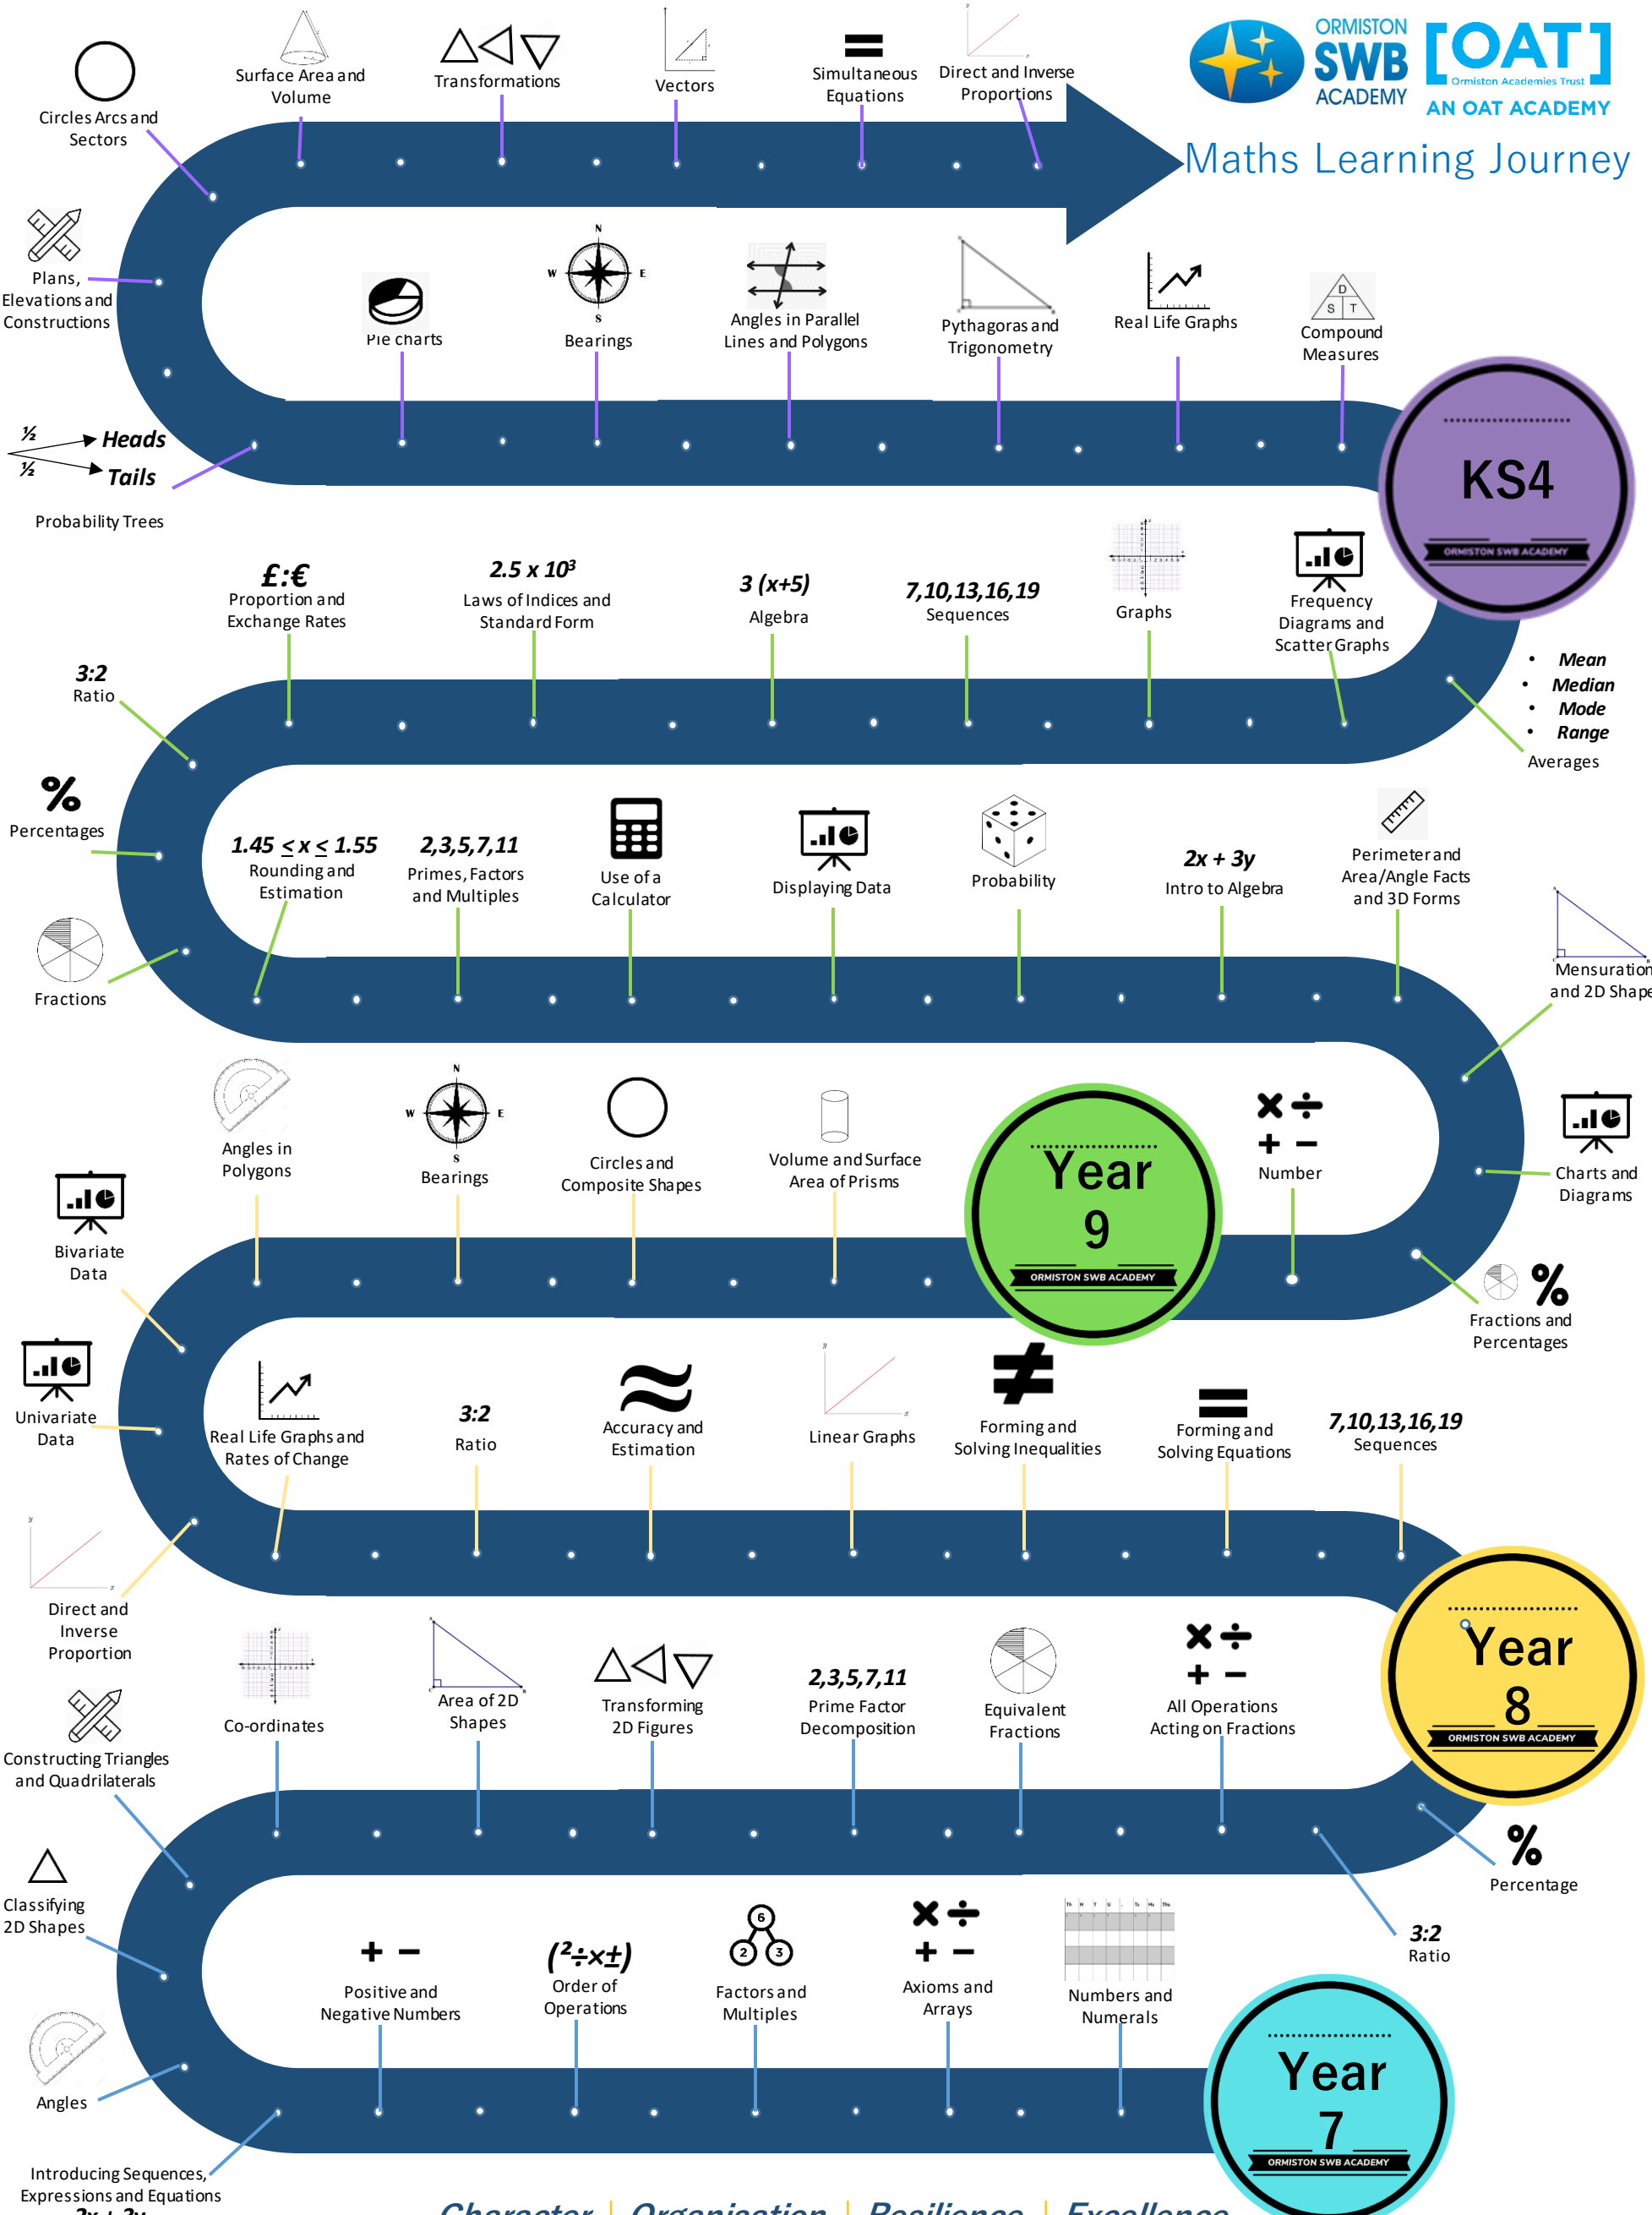 ORMISTON
SWB
ACADEMY
[OAT]
Ormiston Academies Trust
AN OAT ACADEMY
Maths Learning Journey
Circles Arcs and
Sectors
Surface Area and
Volume
Transformations
Vectors
Simultaneous
Equations
Direct and Inverse
Proportions
Plans,
Elevations and
Constructions
Pie charts
N
W E
S
Bearings
Angles in Parallel
Lines and Polygons
Pythagoras and
Trigonometry
Real Life Graphs
D
S T
Compound
Measures
KS4
ORMISTON SWB ACADEMY
½ Heads
½ Tails
Probability Trees
£:€
Proportion and
Exchange Rates
2.5 x 10³
Laws of Indices and
Standard Form
3 (x+5)
Algebra
7,10,13,16,19
Sequences
Graphs
Frequency
Diagrams and
Scatter Graphs
• Mean
• Median
• Mode
• Range
Averages
3:2
Ratio
%
Percentages
Fractions
1.45 ≤ x ≤ 1.55
Rounding and
Estimation
2,3,5,7,11
Primes, Factors
and Multiples
Use of a
Calculator
Displaying Data
Probability
2x + 3y
Intro to Algebra
Perimeter and
Area/Angle Facts
and 3D Forms
Mensuration
and 2D Shape
Charts and
Diagrams
%
Fractions and
Percentages
× ÷
+ −
Number
Year
9
ORMISTON SWB ACADEMY
Volume and Surface
Area of Prisms
Circles and
Composite Shapes
N
W E
S
Bearings
Angles in
Polygons
Bivariate
Data
Univariate
Data
Direct and
Inverse
Proportion
Real Life Graphs and
Rates of Change
3:2
Ratio
≈
Accuracy and
Estimation
y
x
Linear Graphs
≠
Forming and
Solving Inequalities
=
Forming and
Solving Equations
7,10,13,16,19
Sequences
Year
8
ORMISTON SWB ACADEMY
Co-ordinates
Area of 2D
Shapes
Transforming
2D Figures
2,3,5,7,11
Prime Factor
Decomposition
Equivalent
Fractions
× ÷
+ −
All Operations
Acting on Fractions
%
Percentage
3:2
Ratio
Constructing Triangles
and Quadrilaterals
Classifying
2D Shapes
Angles
Introducing Sequences,
Expressions and Equations
2x + 3y
+ −
Positive and
Negative Numbers
(²÷×±)
Order of
Operations
6
2 3
Factors and
Multiples
× ÷
+ −
Axioms and
Arrays
Numbers and
Numerals
Year
7
ORMISTON SWB ACADEMY
Character | Organisation | Resilience | Excellence